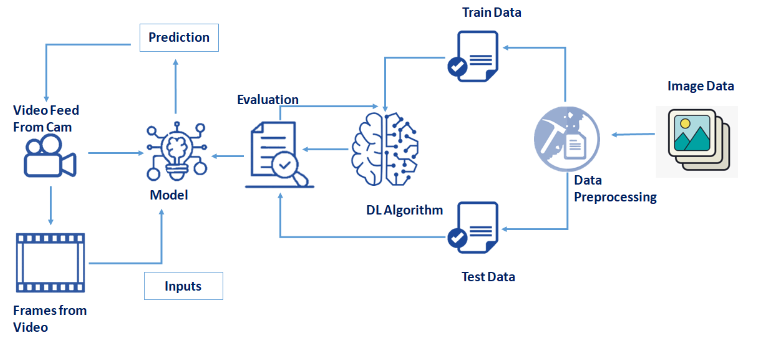 Train Data
Prediction
Image Data
Evaluation
Video Feed
From Cam
Data
Preprocessing
Model
DL Algorithm
Test Data
Inputs
Frames from
Video